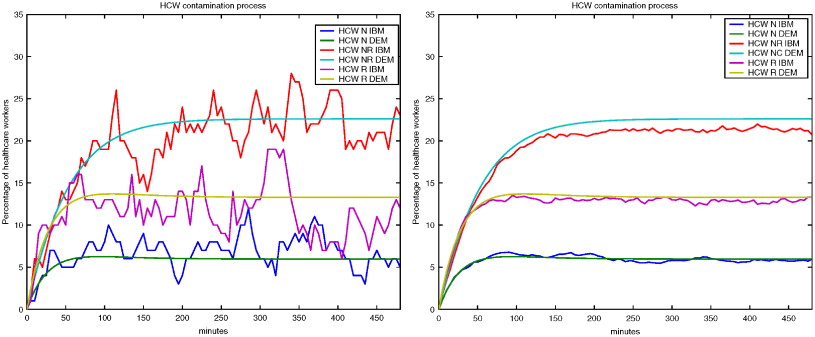 HCW contamination process
Percentage of healthcare workers
35
30
25
20
15
10
5
0
HCW N IBM
HCW N DEM
HCW NR IBM
HCW NR DEM
HCW R IBM
HCW R DEM
0 50 100 150 200 250 300 350 400 450
minutes
HCW contamination process
Percentage of healthcare workers
35
30
25
20
15
10
5
0
HCW N IBM
HCW N DEM
HCW NR IBM
HCW NC DEM
HCW R IBM
HCW R DEM
0 50 100 150 200 250 300 350 400 450
minutes